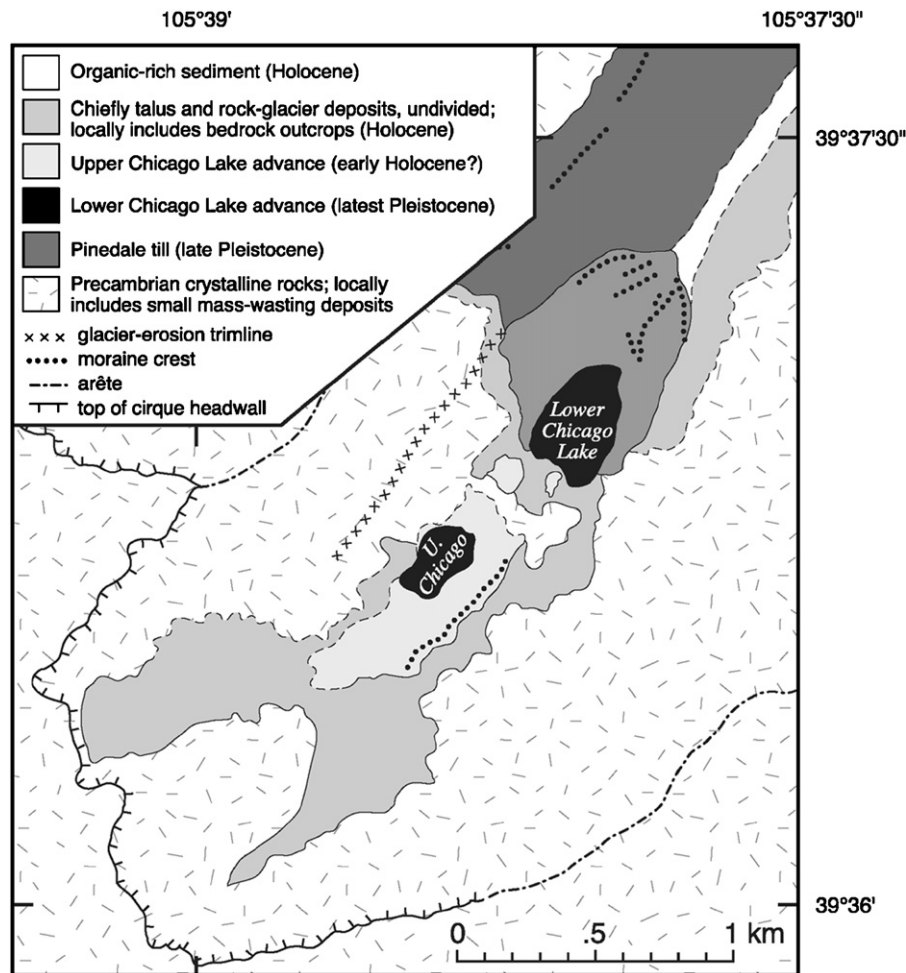 105°39'
105°37'30"
Organic-rich sediment (Holocene)
Chiefly talus and rock-glacier deposits, undivided;
locally includes bedrock outcrops (Holocene)
Upper Chicago Lake advance (early Holocene?)
Lower Chicago Lake advance (latest Pleistocene)
Pinedale till (late Pleistocene)
Precambrian crystalline rocks; locally
includes small mass-wasting deposits
glacier-erosion trimline
moraine crest
arête
top of cirque headwall
39°37'30"
Lower
Chicago
Lake
U.
Chicago
39°36'
0 .5 1 km